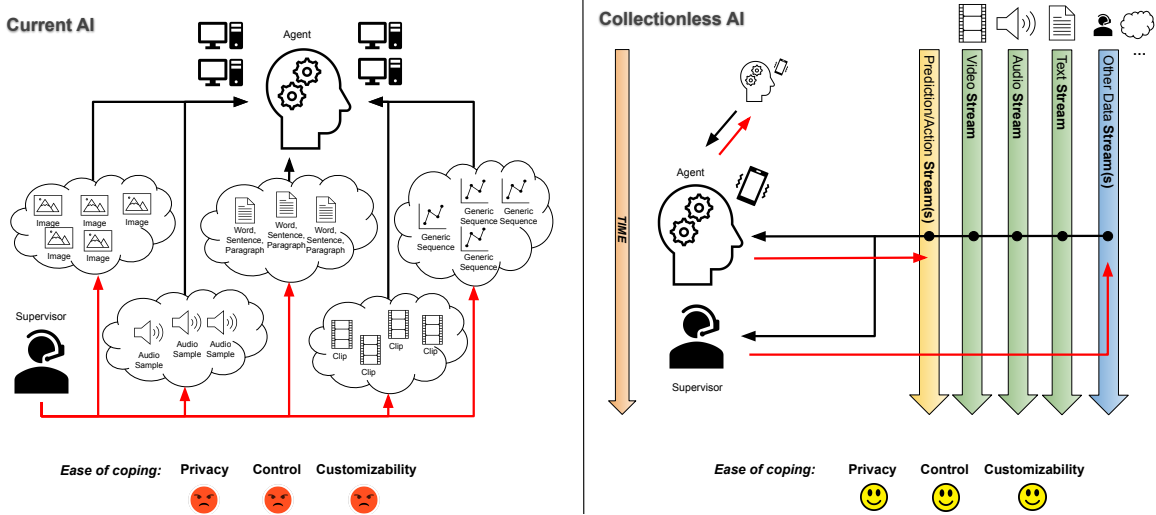 Current AI
Agent
Image
Image
Image
Image
Image
Word,
Sentence,
Paragraph
Word,
Sentence,
Paragraph
Word,
Sentence,
Paragraph
Generic
Sequence
Generic
Sequence
Generic
Sequence
Generic
Sequence
Supervisor
Audio
Sample
Audio
Sample
Audio
Sample
Clip
Clip
Clip
Clip
Ease of coping: Privacy Control Customizability
Collectionless AI
...
TIME
Agent
Supervisor
Prediction/Action Stream(s)
Video Stream
Audio Stream
Text Stream
Other Data Stream(s)
Ease of coping: Privacy Control Customizability